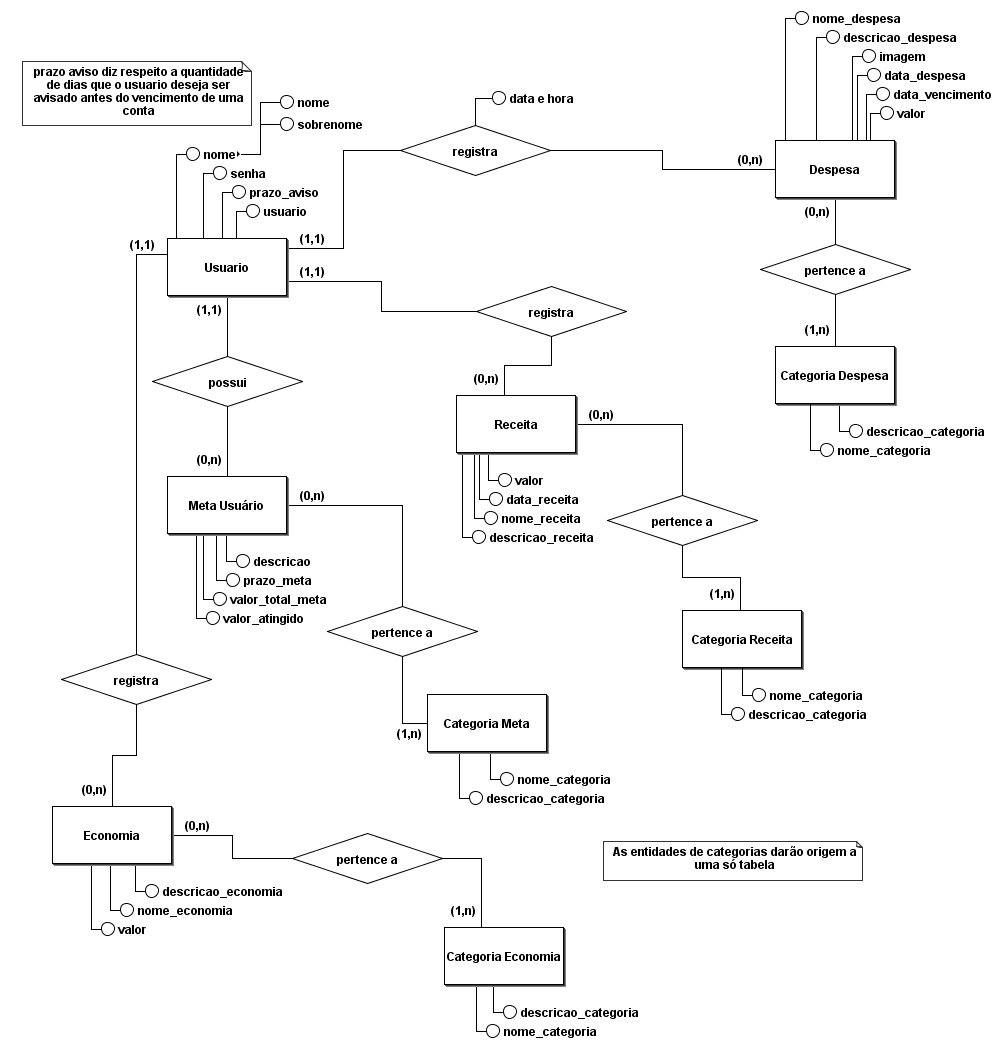 nome_despesa
descricao_despesa
imagem
data_despesa
data_vencimento
valor
prazo aviso diz respeito a quantidade
de dias que o usuario deseja ser
avisado antes do vencimento de uma
conta
nome
sobrenome
nome
senha
prazo_aviso
usuario
data e hora
registra
(0,n)
Despesa
(0,n)
(1,1)
(1,1)
Usuario
(1,1)
(1,1)
pertence a
registra
(1,n)
Categoria Despesa
descricao_categoria
nome_categoria
possui
(0,n)
Receita
(0,n)
valor
data_receita
nome_receita
descricao_receita
(0,n)
Meta Usuário
(0,n)
descricao
prazo_meta
valor_total_meta
valor_atingido
pertence a
(1,n)
Categoria Receita
nome_categoria
descricao_categoria
pertence a
registra
(1,n)
Categoria Meta
nome_categoria
descricao_categoria
(0,n)
Economia
(0,n)
descricao_economia
nome_economia
valor
pertence a
As entidades de categorias darão origem a
uma só tabela
(1,n)
Categoria Economia
descricao_categoria
nome_categoria